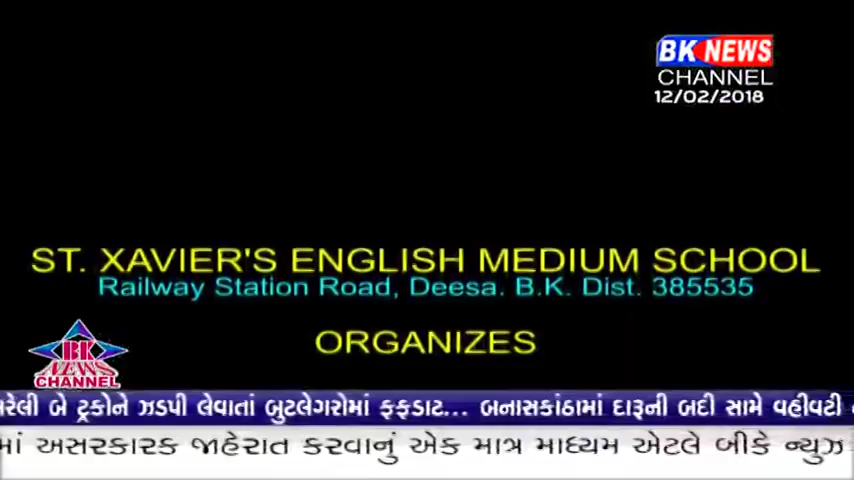 BK NEWS
CHANNEL
12/02/2018
ST. XAVIER'S ENGLISH MEDIUM SCHOOL
Railway Station Road, Deesa. B.K. Dist. 385535
ORGANIZES
BK
NEWS
CHANNEL
બે ટ્રકોને ઝડપી લેવાતાં બુટલેગરોમાં ફફડાટ... બનાસકાંઠામાં દારૂની બદી સામે વહીવટી
માં અસરકારક જાહેરાત કરવાનું એક માત્ર માધ્યમ એટલે બીકે ન્યુઝ